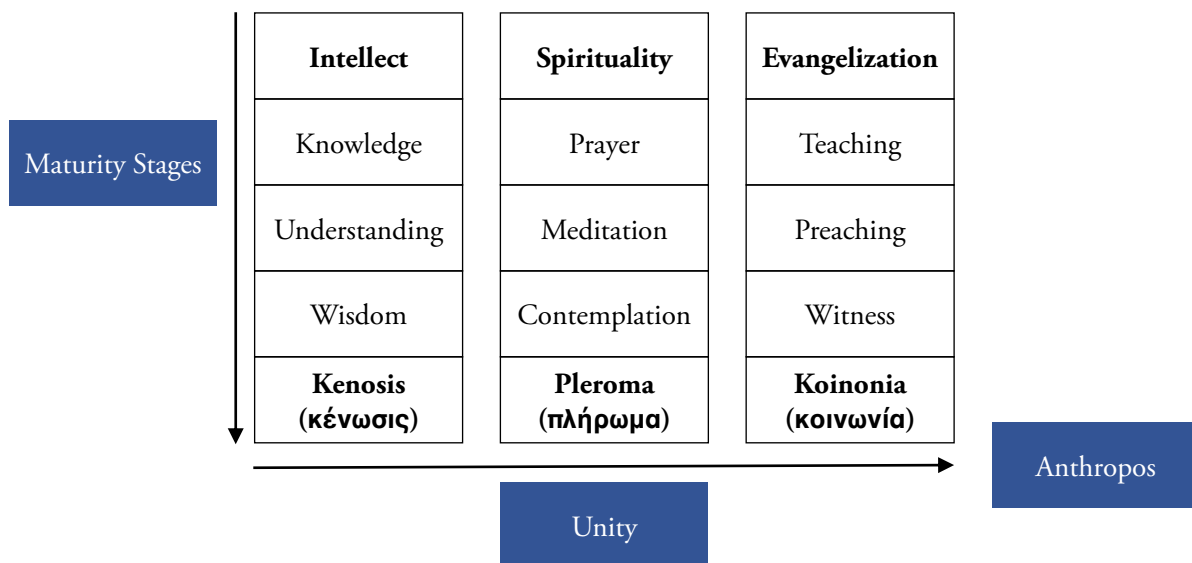 Intellect
Spirituality
Evangelization
Maturity Stages
Knowledge
Prayer
Teaching
Understanding
Meditation
Preaching
Wisdom
Contemplation
Witness
Kenosis
(κένωσις)
Pleroma
(πλήρωμα)
Koinonia
(κοινωνία)
Anthropos
Unity